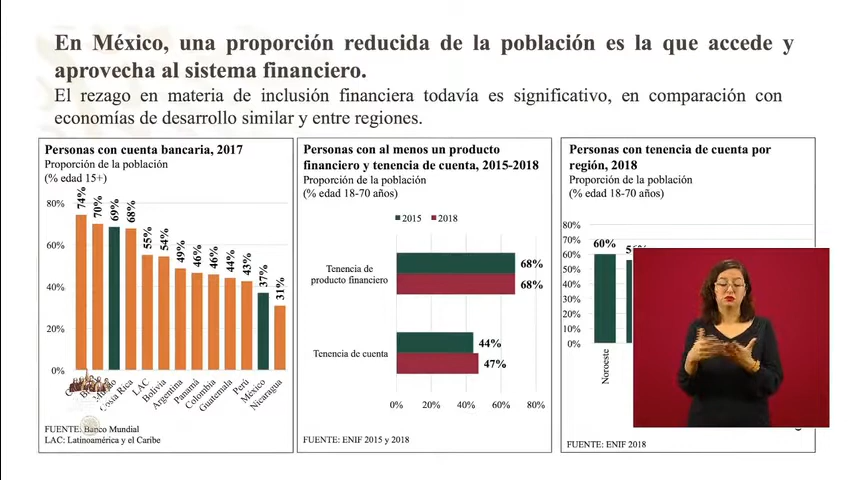 En México, una proporción reducida de la población es la que accede y
aprovecha al sistema financiero.
El rezago en materia de inclusión financiera todavía es significativo, en comparación con
economías de desarrollo similar y entre regiones.
Personas con cuenta bancaria, 2017
Proporción de la población
(% edad 15+)
80%
60%
40%
20%
0%
74%
70%
69%
68%
55%
54%
49%
46%
46%
44%
43%
37%
31%
Costa Rica
LAC
Bolivia
Argentina
Panamá
Colombia
Guatemala
Perú
México
Nicaragua
FUENTE: Banco Mundial
LAC: Latinoamérica y el Caribe
Personas con al menos un producto
financiero y tenencia de cuenta, 2015-2018
Proporción de la población
(% edad 18-70 años)
2015 2018
Tenencia de
producto financiero
68%
68%
Tenencia de cuenta
44%
47%
0% 20% 40% 60% 80%
FUENTE: ENIF 2015 y 2018
Personas con tenencia de cuenta por
región, 2018
Proporción de la población
(% edad 18-70 años)
80%
70%
60%
50%
40%
30%
20%
10%
0%
60%
Noroeste
FUENTE: ENIF 2018